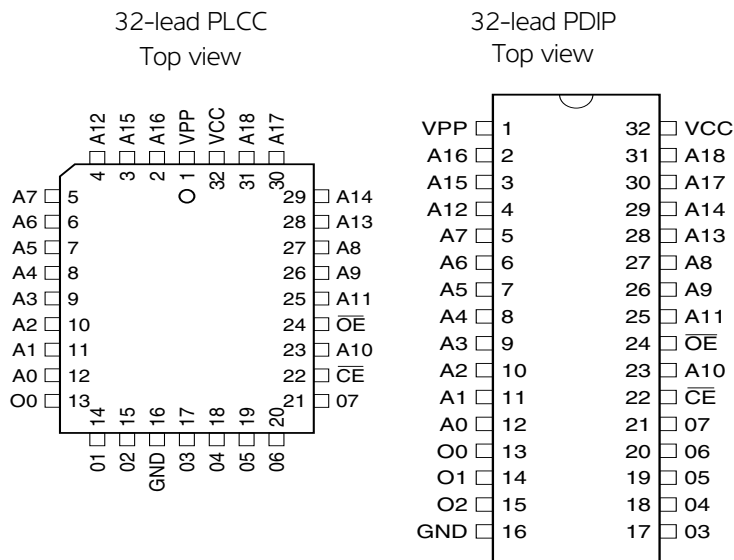 32-lead PLCC
Top view
A12 A15 A16 VPP VCC A18 A17
4 3 2 1 32 31 30
A7 5 29 A14
A6 6 28 A13
A5 7 27 A8
A4 8 26 A9
A3 9 25 A11
A2 10 24 OE
A1 11 23 A10
A0 12 22 CE
O0 13 21 07
14 15 16 17 18 19 20
01 02 GND 03 04 05 06
32-lead PDIP
Top view
VPP 1 32 VCC
A16 2 31 A18
A15 3 30 A17
A12 4 29 A14
A7 5 28 A13
A6 6 27 A8
A5 7 26 A9
A4 8 25 A11
A3 9 24 OE
A2 10 23 A10
A1 11 22 CE
A0 12 21 07
O0 13 20 06
O1 14 19 05
O2 15 18 04
GND 16 17 03